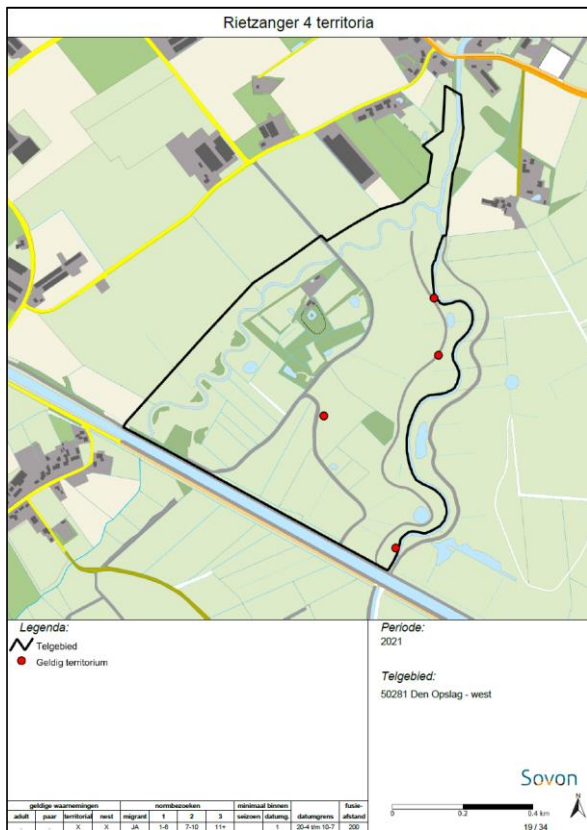 Rietzanger 4 territoria
Legenda:
Telgebied
Geldig territorium
Periode:
2021
Telgebied:
50281 Den Opslag - west
Sovon
0 0.2 0.4 km
N
19 / 34
geldige waarnemingen normbezoeken minimaal binnen fusie-
adult paar territoriaal nest migrant 1 2 3 seizoen datumg. datumgrens afstand
. . X X JA 1-6 7-10 11+ 1 20-4 t/m 10-7 200